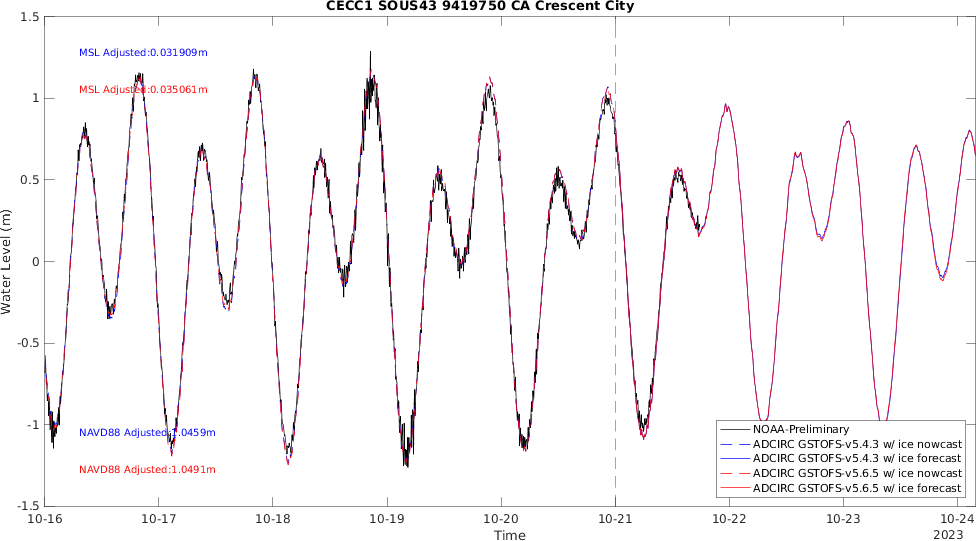 CECC1 SOUS43 9419750 CA Crescent City
1.5
1
0.5
0
-0.5
-1
-1.5
Water Level (m)
MSL Adjusted:0.031909m
MSL Adjusted:0.035061m
NAVD88 Adjusted:1.0459m
NAVD88 Adjusted:1.0491m
NOAA-Preliminary
ADCIRC GSTOFS-v5.4.3 w/ ice nowcast
ADCIRC GSTOFS-v5.4.3 w/ ice forecast
ADCIRC GSTOFS-v5.6.5 w/ ice nowcast
ADCIRC GSTOFS-v5.6.5 w/ ice forecast
10-16 10-17 10-18 10-19 10-20 10-21 10-22 10-23 10-24
Time
2023